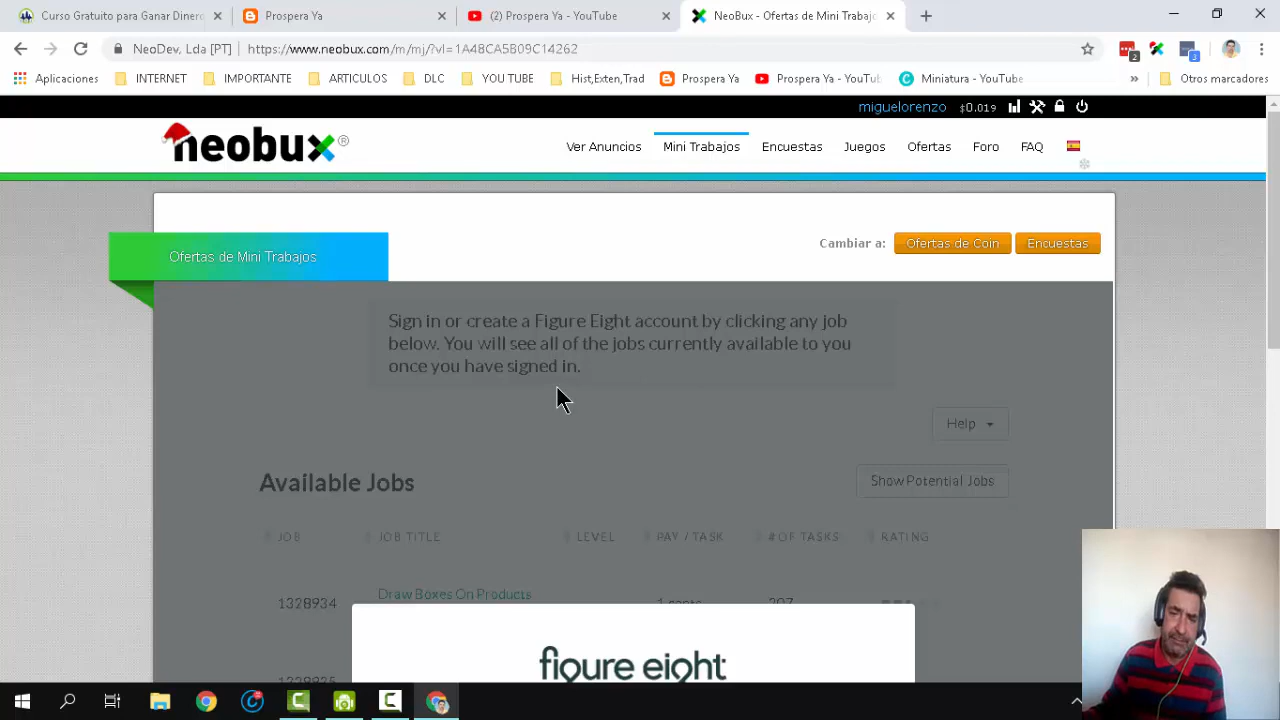 Curso Gratuito para Ganar Dinero
Prospera Ya
(2) Prospera Ya - YouTube
NeoBux - Ofertas de Mini Trabajo
NeoDev, Lda [PT]
https://www.neobux.com/m/mj/?vl=1A48CA5B09C14262
2
3
Aplicaciones
INTERNET
IMPORTANTE
ARTICULOS
DLC
YOU TUBE
Hist,Exten,Trad
Prospera Ya
Prospera Ya - YouTub
Miniatura - YouTube
»
Otros marcadores
miguelorenzo
$0.019
neobux®
Ver Anuncios
Mini Trabajos
Encuestas
Juegos
Ofertas
Foro
FAQ
Ofertas de Mini Trabajos
Cambiar a:
Ofertas de Coin
Encuestas
Sign in or create a Figure Eight account by clicking any job
below. You will see all of the jobs currently available to you
once you have signed in.
Help
Available Jobs
Show Potential Jobs
JOB
JOB TITLE
LEVEL
PAY / TASK
# OF TASKS
RATING
1328934
Draw Boxes On Products
1 cents
207
1328935
figure eight